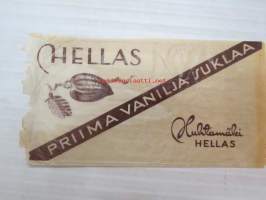 HELLAS
PRIIMA VANILJA SUKLAA
Huhtamäki
HELLAS